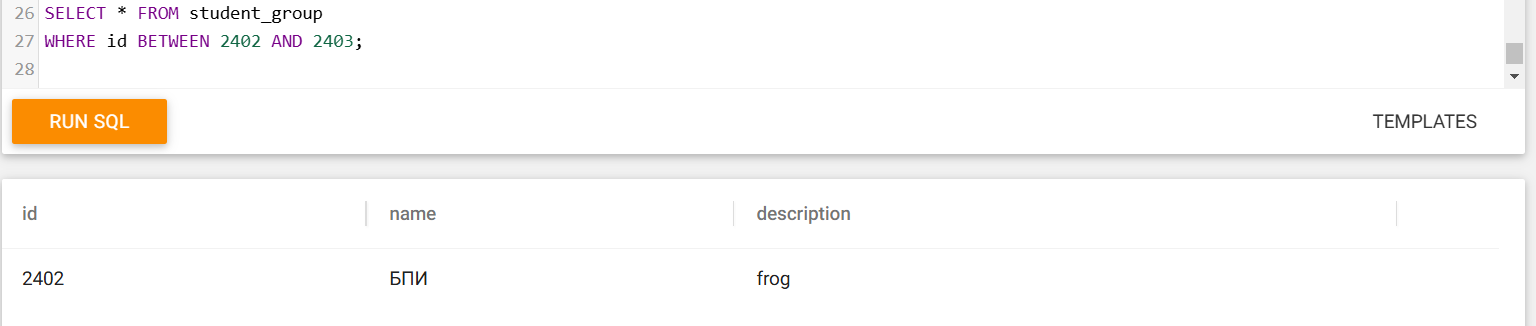 26 SELECT * FROM student_group
27 WHERE id BETWEEN 2402 AND 2403;
28
RUN SQL TEMPLATES
id name description
2402 БПИ frog